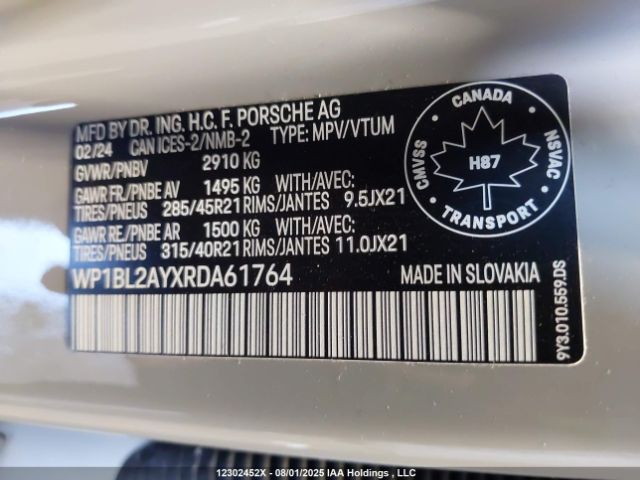 MFD BY DR. ING. H.C. F. PORSCHE AG
02/24 CAN ICES-2/NMB-2 TYPE: MPV/VTUM
GVWR/PNBV 2910 KG
GAWR FR/PNBE AV 1495 KG WITH/AVEC:
TIRES/PNEUS 285/45R21 RIMS/JANTES 9.5JX21
GAWR RE/PNBE AR 1500 KG WITH/AVEC:
TIRES/PNEUS 315/40R21 RIMS/JANTES 11.0JX21
WP1BL2AYXRDA61764 MADE IN SLOVAKIA
CANADA
CMVSS
H87
NSVAC
TRANSPORT
9Y3.010.559.DS
12302452X - 08/01/2025 IAA Holdings , LLC